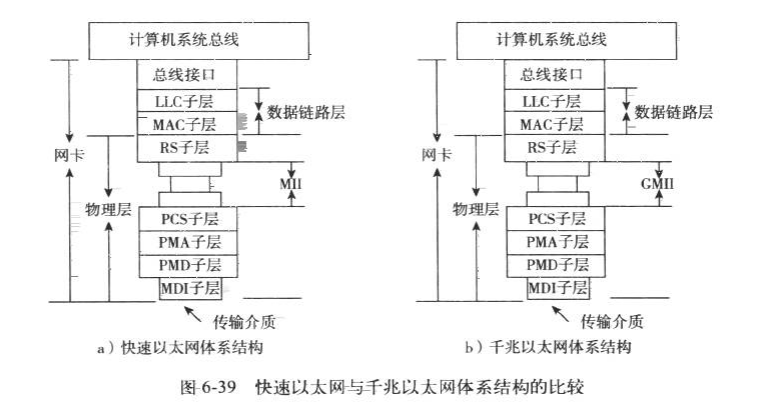 计算机系统总线
总线接口
LLC子层
MAC子层
RS子层
数据链路层
网卡
物理层
MII
PCS子层
PMA子层
PMD子层
MDI子层
传输介质
a）快速以太网体系结构
计算机系统总线
总线接口
LLC子层
MAC子层
RS子层
数据链路层
网卡
物理层
GMII
PCS子层
PMA子层
PMD子层
MDI子层
传输介质
b）千兆以太网体系结构
图6-39 快速以太网与千兆以太网体系结构的比较